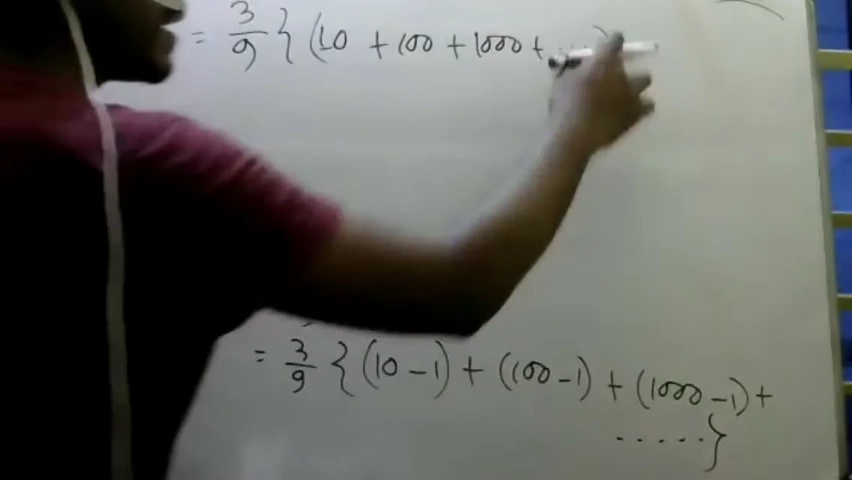 = 3/9 { (10 + 100 + 1000 + ...)
= 3/9 { (10 - 1) + (100 - 1) + (1000 - 1) +
. . . . . . }